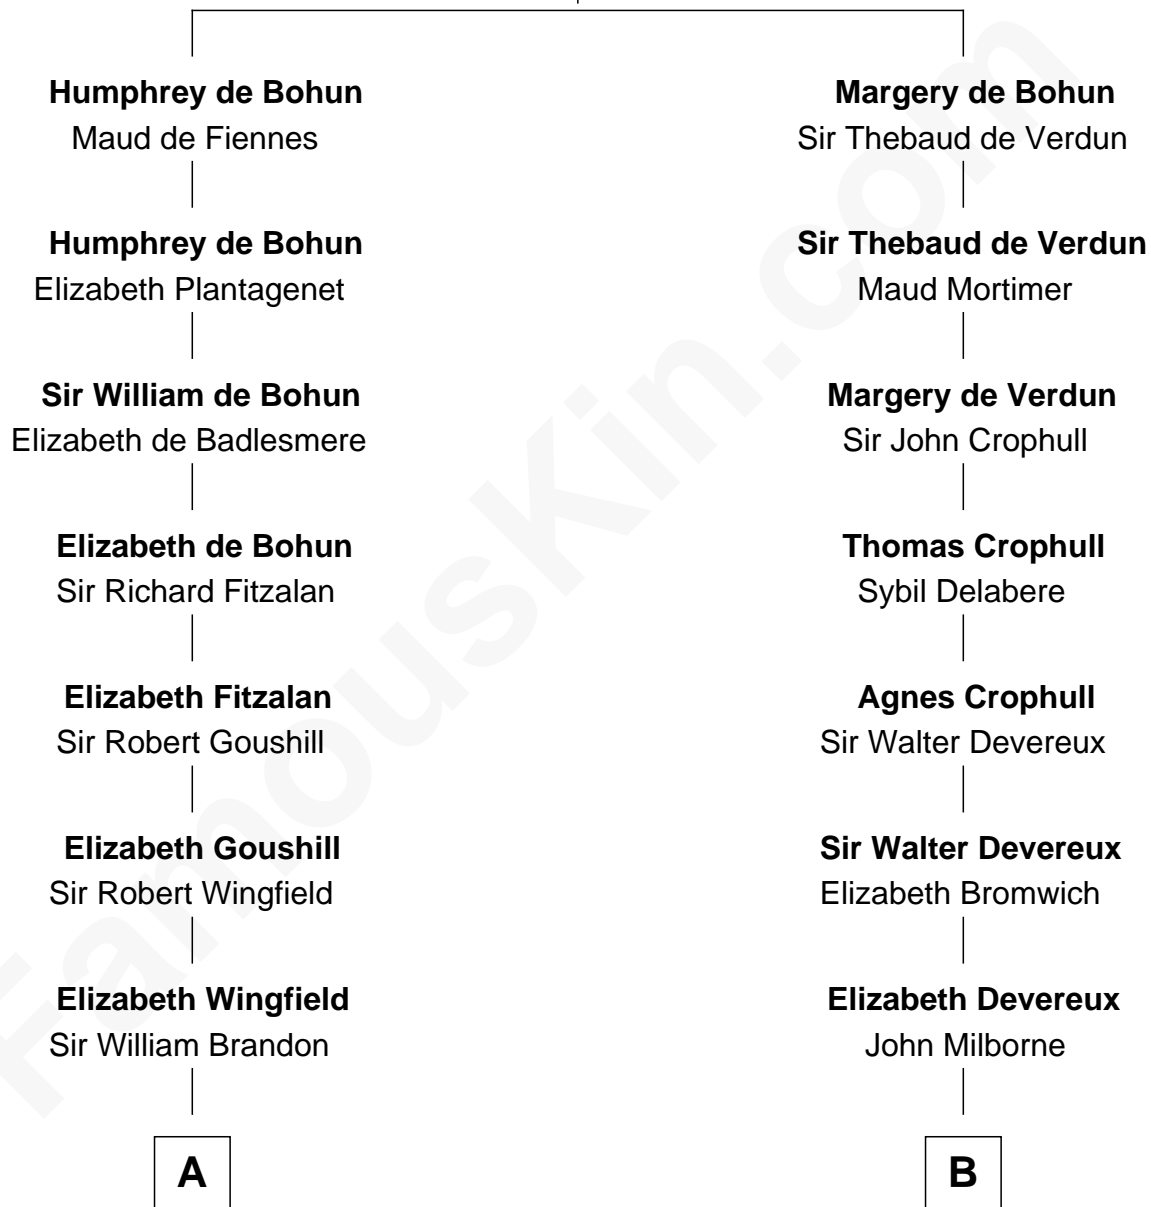 Humphrey de Bohun
Maud de Fiennes
Humphrey de Bohun
Elizabeth Plantagenet
Sir William de Bohun
Elizabeth de Badlesmere
Elizabeth de Bohun
Sir Richard Fitzalan
Elizabeth Fitzalan
Sir Robert Goushill
Elizabeth Goushill
Sir Robert Wingfield
Elizabeth Wingfield
Sir William Brandon
A
Margery de Bohun
Sir Thebaud de Verdun
Sir Thebaud de Verdun
Maud Mortimer
Margery de Verdun
Sir John Crophull
Thomas Crophull
Sybil Delabere
Agnes Crophull
Sir Walter Devereux
Sir Walter Devereux
Elizabeth Bromwich
Elizabeth Devereux
John Milborne
B
FamousKin.com